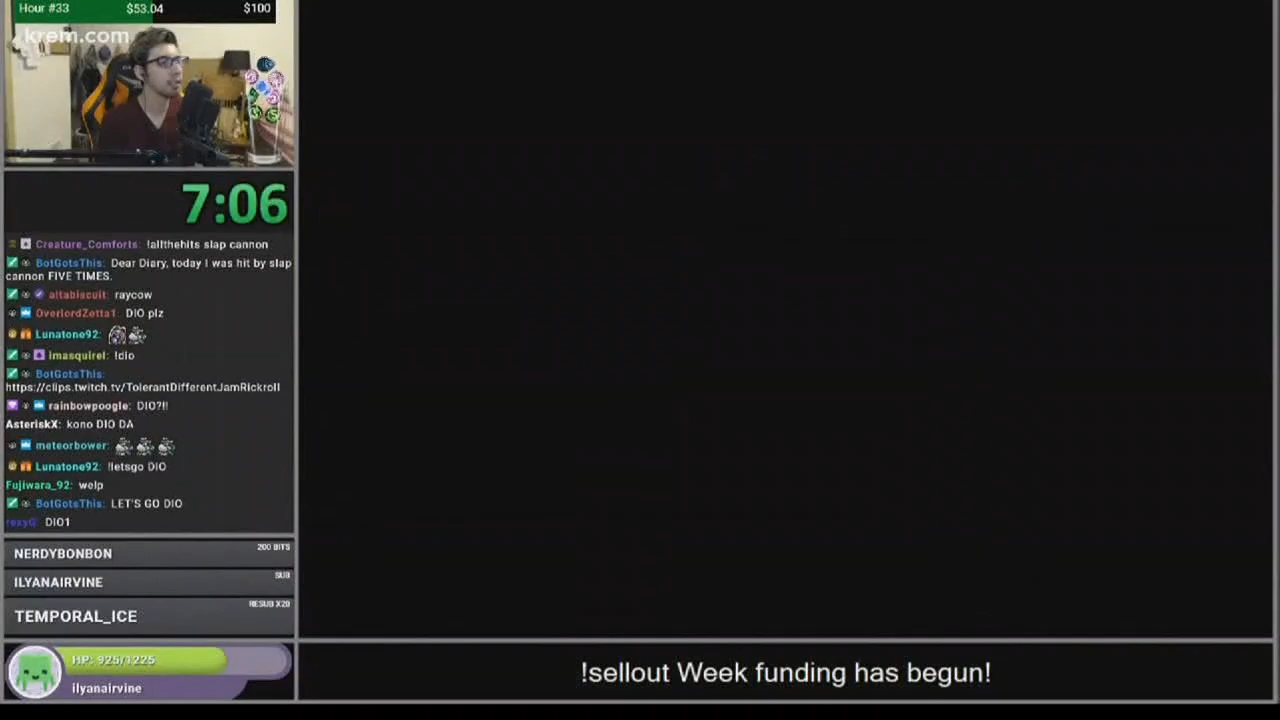 Hour #33 $53.04 $100
krem.com
7:06
Creature_Comforts: !allthehits slap cannon
BotGotsThis: Dear Diary, today I was hit by slap
cannon FIVE TIMES.
altabiscuit: raycow
OverlordZetta1: DIO plz
Lunatone92:
imasquirel: !dio
BotGotsThis:
https://clips.twitch.tv/TolerantDifferentJamRickroll
rainbowpoogle: DIO?!!
AsteriskX: kono DIO DA
meteorbower:
Lunatone92: !letsgo DIO
Fujiwara_92: welp
BotGotsThis: LET'S GO DIO
DIO1
NERDYBONBON 200 BITS
ILYANAIRVINE SUB
TEMPORAL_ICE RESUB X20
HP: 925/1225
ilyanairvine
!sellout Week funding has begun!